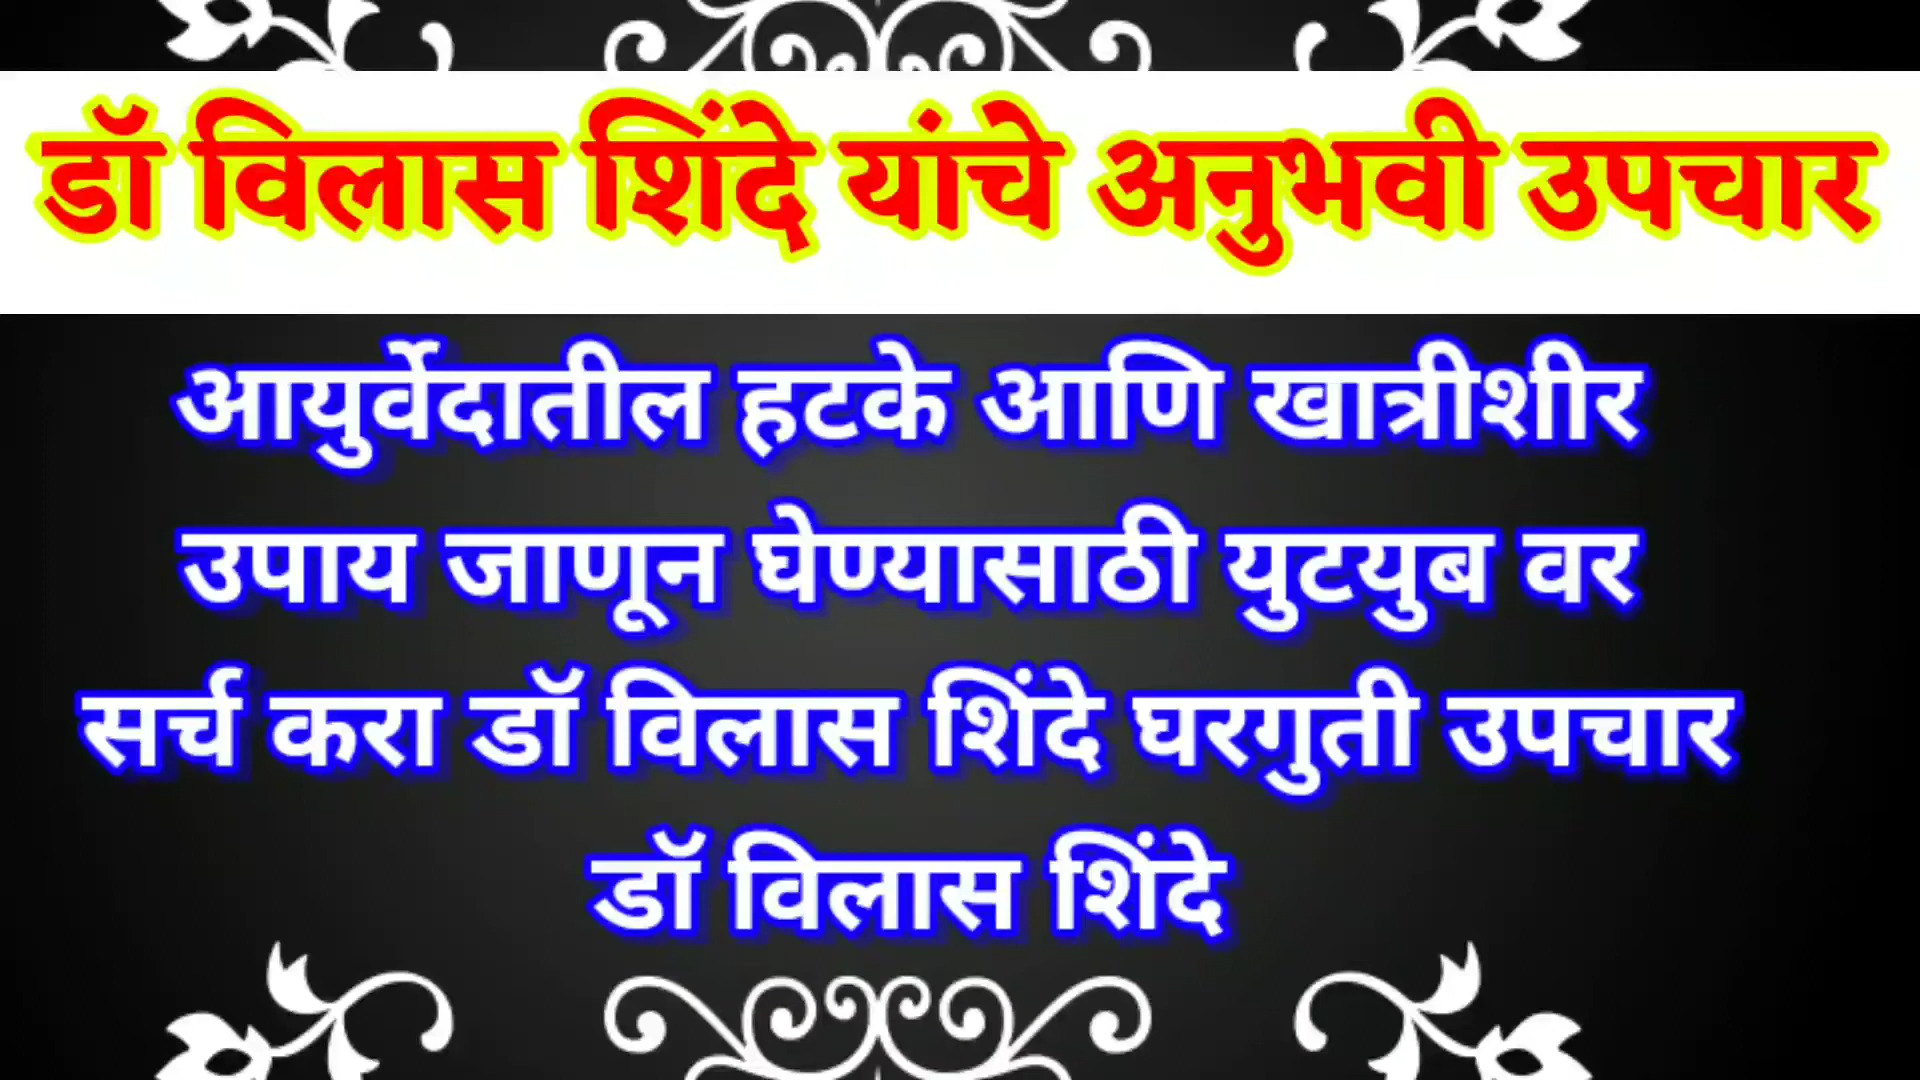 डॉ विलास शिंदे यांचे अनुभवी उपचार
आयुर्वेदातील हटके आणि खात्रीशीर
उपाय जाणून घेण्यासाठी युटयुब वर
सर्च करा डॉ विलास शिंदे घरगुती उपचार
डॉ विलास शिंदे